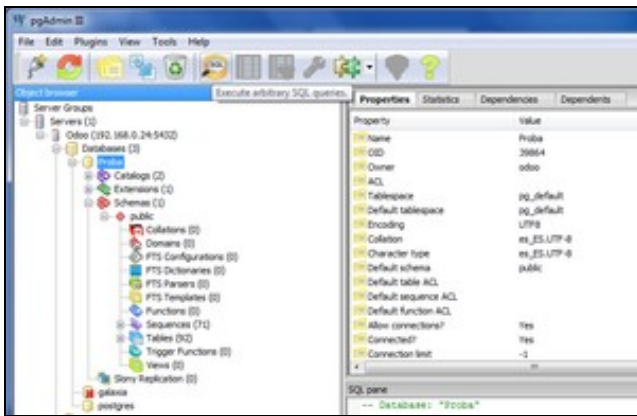 pgAdmin III
File Edit Plugins View Tools Help
Object browser
Execute arbitrary SQL queries.
Server Groups
Servers (1)
Odoo (192.168.0.24:5432)
Databases (3)
Proba
Catalogs (2)
Extensions (1)
Schemas (1)
public
Collations (0)
Domains (0)
FTS Configurations (0)
FTS Dictionaries (0)
FTS Parsers (0)
FTS Templates (0)
Functions (0)
Sequences (71)
Tables (92)
Trigger Functions (0)
Views (0)
Slony Replication (0)
galaxia
postgres
Properties Statistics Dependencies Dependents
Property Value
Name Proba
OID 39864
Owner odoo
ACL
Tablespace pg_default
Default tablespace pg_default
Encoding UTF8
Collation es_ES.UTF-8
Character type es_ES.UTF-8
Default schema public
Default table ACL
Default sequence ACL
Default function ACL
Allow connections? Yes
Connected? Yes
Connection limit -1
SQL pane
-- Database: "Proba"